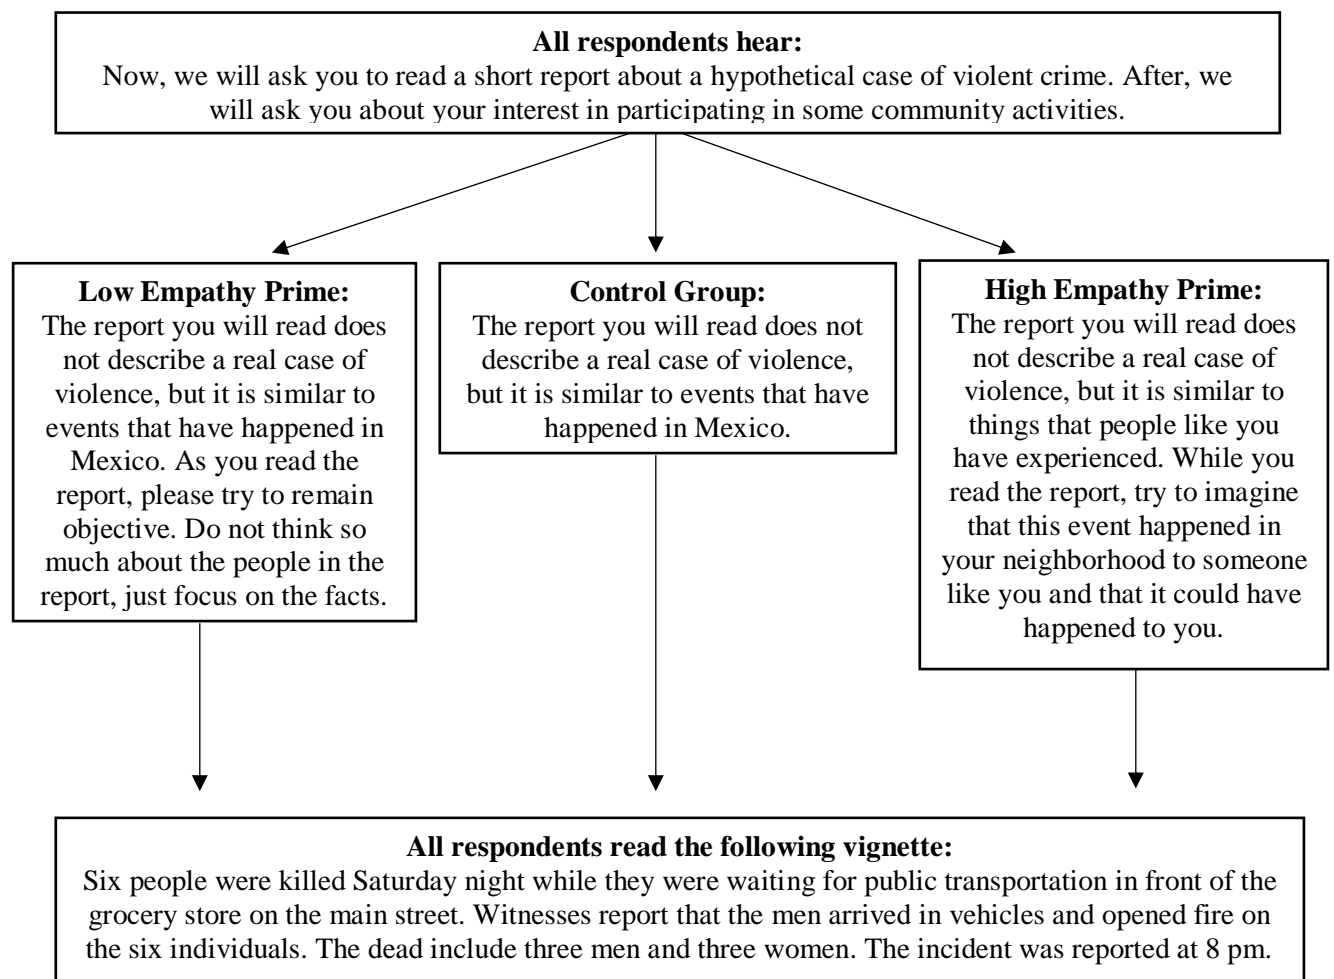 All respondents hear:
Now, we will ask you to read a short report about a hypothetical case of violent crime. After, we
will ask you about your interest in participating in some community activities.
Low Empathy Prime:
The report you will read does
not describe a real case of
violence, but it is similar to
events that have happened in
Mexico. As you read the
report, please try to remain
objective. Do not think so
much about the people in the
report, just focus on the facts.
Control Group:
The report you will read does not
describe a real case of violence,
but it is similar to events that have
happened in Mexico.
High Empathy Prime:
The report you will read does
not describe a real case of
violence, but it is similar to
things that people like you
have experienced. While you
read the report, try to imagine
that this event happened in
your neighborhood to someone
like you and that it could have
happened to you.
All respondents read the following vignette:
Six people were killed Saturday night while they were waiting for public transportation in front of the
grocery store on the main street. Witnesses report that the men arrived in vehicles and opened fire on
the six individuals. The dead include three men and three women. The incident was reported at 8 pm.